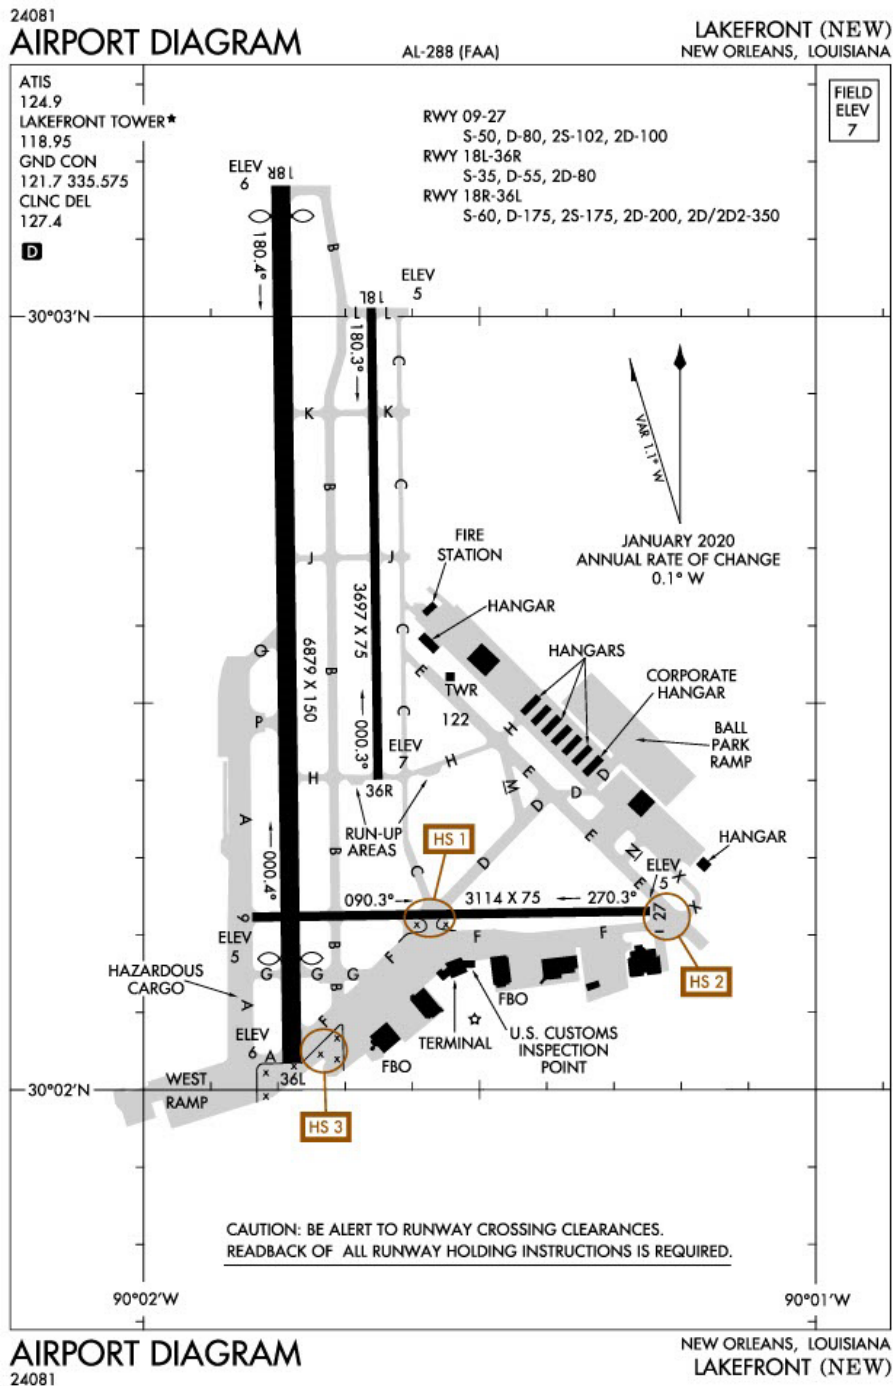 24081
AIRPORT DIAGRAM
AL-288 (FAA)
LAKEFRONT (NEW)
NEW ORLEANS, LOUISIANA
ATIS
124.9
LAKEFRONT TOWER★
118.95
GND CON
121.7 335.575
CLNC DEL
127.4
D
RWY 09-27
S-50, D-80, 2S-102, 2D-100
RWY 18L-36R
S-35, D-55, 2D-80
RWY 18R-36L
S-60, D-175, 2S-175, 2D-200, 2D/2D2-350
FIELD
ELEV
7
ELEV
6
18R
180.4°
B
ELEV
5
18L
30°03'N
L
L
180.3°
C
K
K
VAR 1.1° W
B
C
JANUARY 2020
ANNUAL RATE OF CHANGE
0.1° W
FIRE
STATION
J
J
HANGAR
3697 X 75
6879 X 150
C
Q
B
E
HANGARS
TWR
122
CORPORATE
HANGAR
P
C
000.3°
H
BALL
PARK
RAMP
ELEV
7
H
H
E
D
36R
M
D
D
RUN-UP
AREAS
A
HS 1
E
HANGAR
000.4°
B
C
D
N
ELEV
5
E
X
090.3°
3114 X 75
270.3°
X
9
27
ELEV
5
B
F
F
F
I
HS 2
HAZARDOUS
CARGO
G
G
G
B
FBO
A
F
TERMINAL
U.S. CUSTOMS
INSPECTION
POINT
ELEV
6
A
FBO
36L
WEST
RAMP
30°02'N
x
x
x
x
x
x
x
x
HS 3
CAUTION: BE ALERT TO RUNWAY CROSSING CLEARANCES.
READBACK OF ALL RUNWAY HOLDING INSTRUCTIONS IS REQUIRED.
90°02'W
90°01'W
AIRPORT DIAGRAM
24081
NEW ORLEANS, LOUISIANA
LAKEFRONT (NEW)